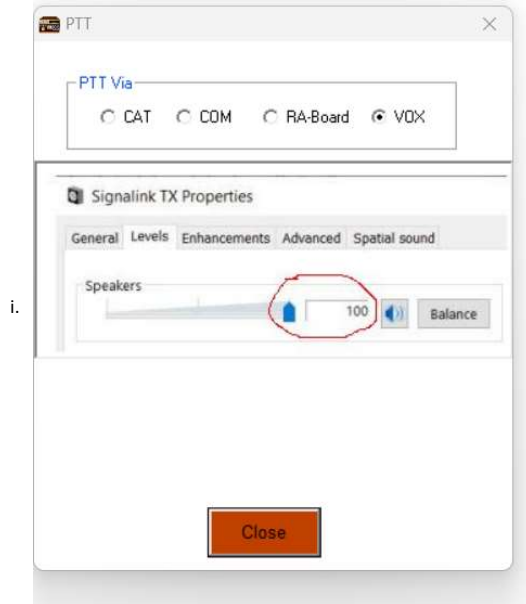 PTT
PTT Via
CAT COM RA-Board VOX
Signalink TX Properties
General Levels Enhancements Advanced Spatial sound
Speakers
i.
100 Balance
Close